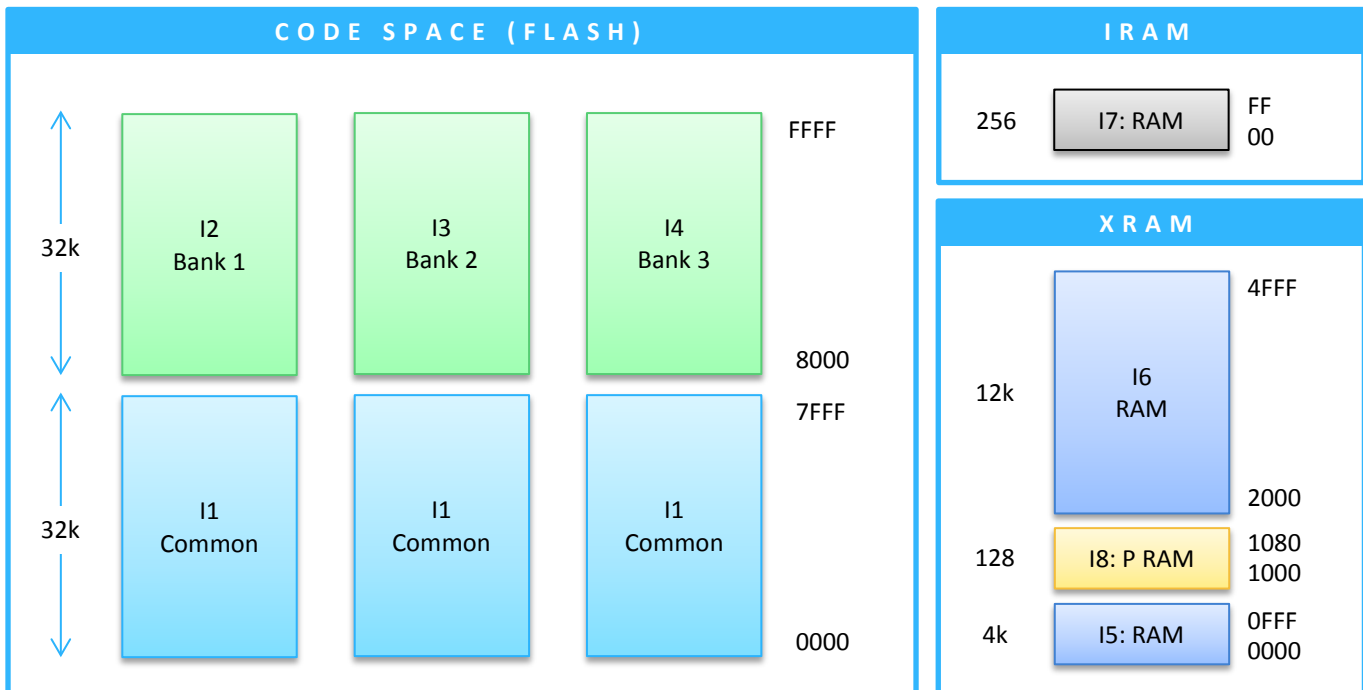 CODE SPACE (FLASH)
32k
I2
Bank 1
I3
Bank 2
I4
Bank 3
FFFF
8000
32k
I1
Common
I1
Common
I1
Common
7FFF
0000
IRAM
256
I7: RAM
FF
00
XRAM
12k
I6
RAM
4FFF
2000
128
I8: P RAM
1080
1000
4k
I5: RAM
0FFF
0000